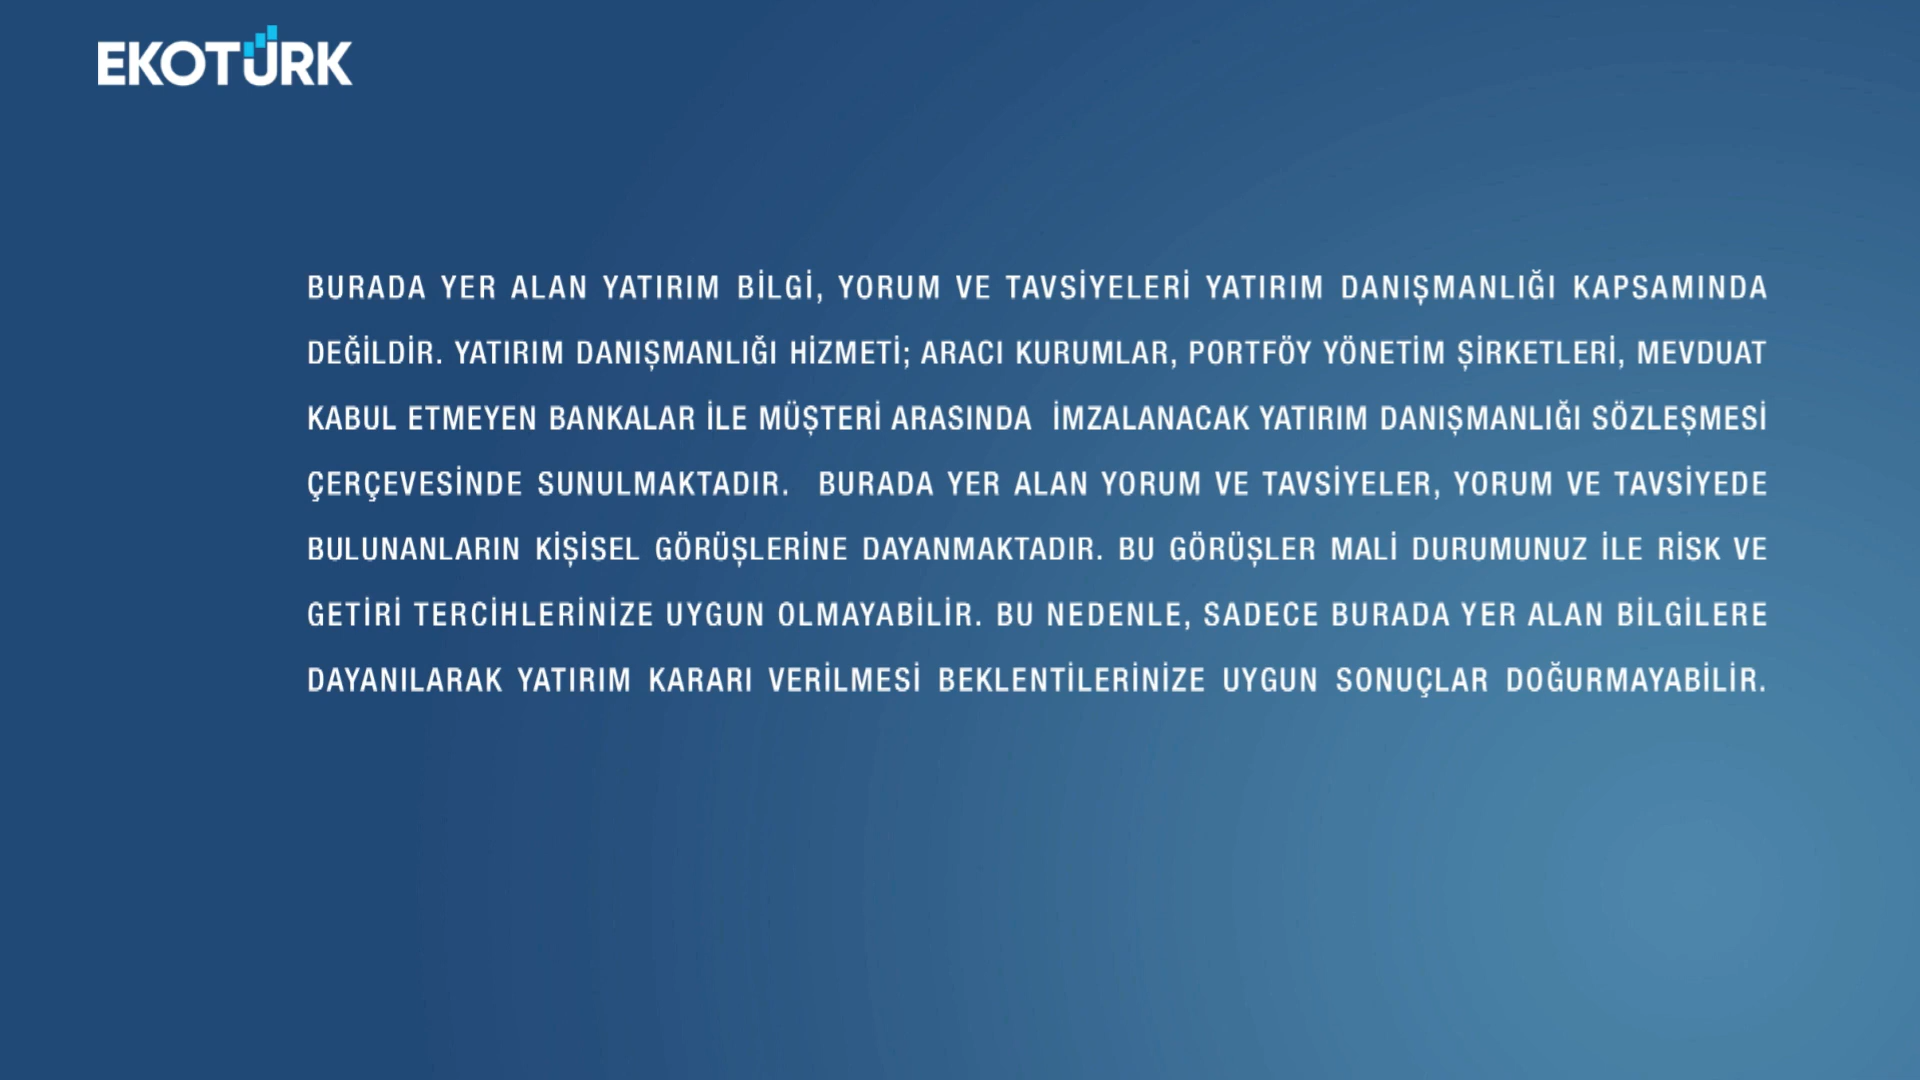 EKOTÜRK
BURADA YER ALAN YATIRIM BİLGİ, YORUM VE TAVSİYELERİ YATIRIM DANIŞMANLIĞI KAPSAMINDA
DEĞİLDİR. YATIRIM DANIŞMANLIĞI HİZMETİ; ARACI KURUMLAR, PORTFÖY YÖNETİM ŞİRKETLERİ, MEVDUAT
KABUL ETMEYEN BANKALAR İLE MÜŞTERİ ARASINDA İMZALANACAK YATIRIM DANIŞMANLIĞI SÖZLEŞMESİ
ÇERÇEVESİNDE SUNULMAKTADIR. BURADA YER ALAN YORUM VE TAVSİYELER, YORUM VE TAVSİYEDE
BULUNANLARIN KİŞİSEL GÖRÜŞLERİNE DAYANMAKTADIR. BU GÖRÜŞLER MALİ DURUMUNUZ İLE RİSK VE
GETİRİ TERCİHLERİNİZE UYGUN OLMAYABİLİR. BU NEDENLE, SADECE BURADA YER ALAN BİLGİLERE
DAYANILARAK YATIRIM KARARI VERİLMESİ BEKLENTİLERİNİZE UYGUN SONUÇLAR DOĞURMAYABİLİR.